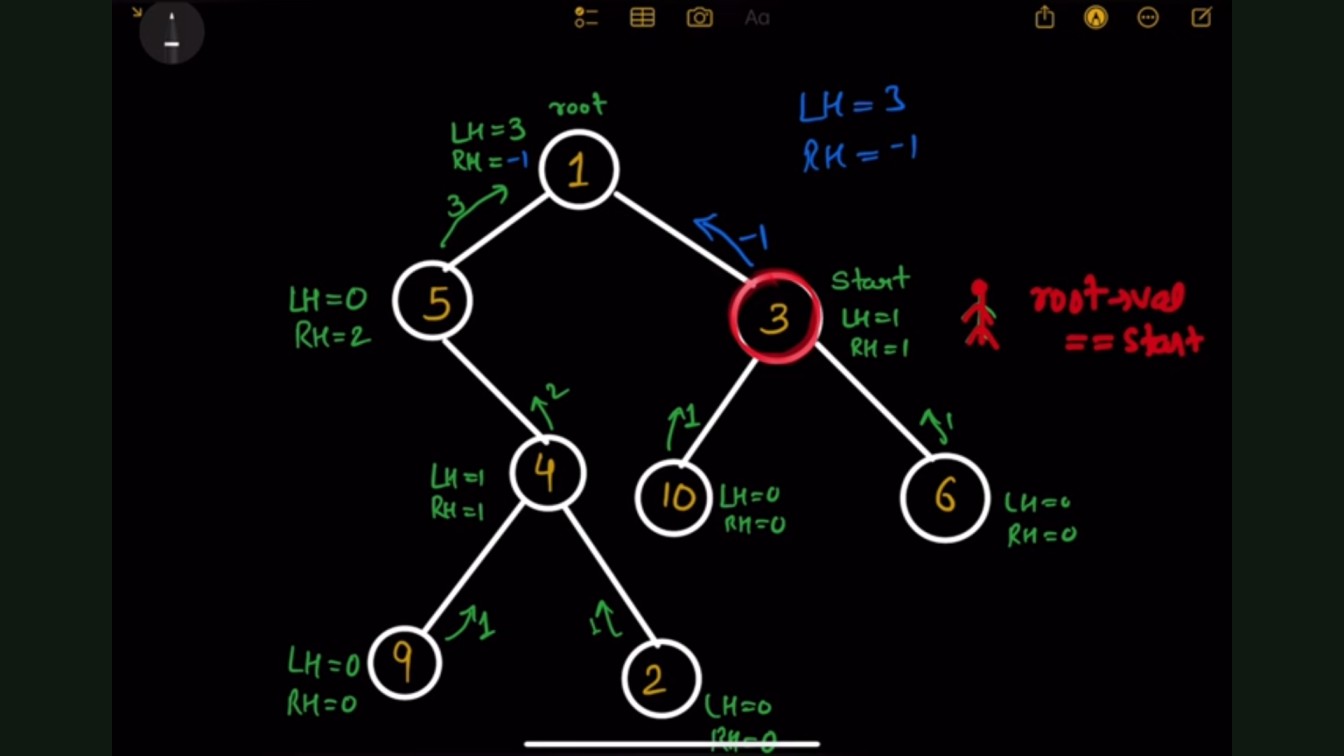 Aa
root
LH=3
RH=-1
1
LH=3
RH=-1
3
-1
LH=0
RH=2
5
3
Start
LH=1
RH=1
root→val
==start
2
1
1
LH=1
RH=1
4
10
LH=0
RH=0
6
LH=0
RH=0
1
1
LH=0
RH=0
9
2
LH=0
RH=0